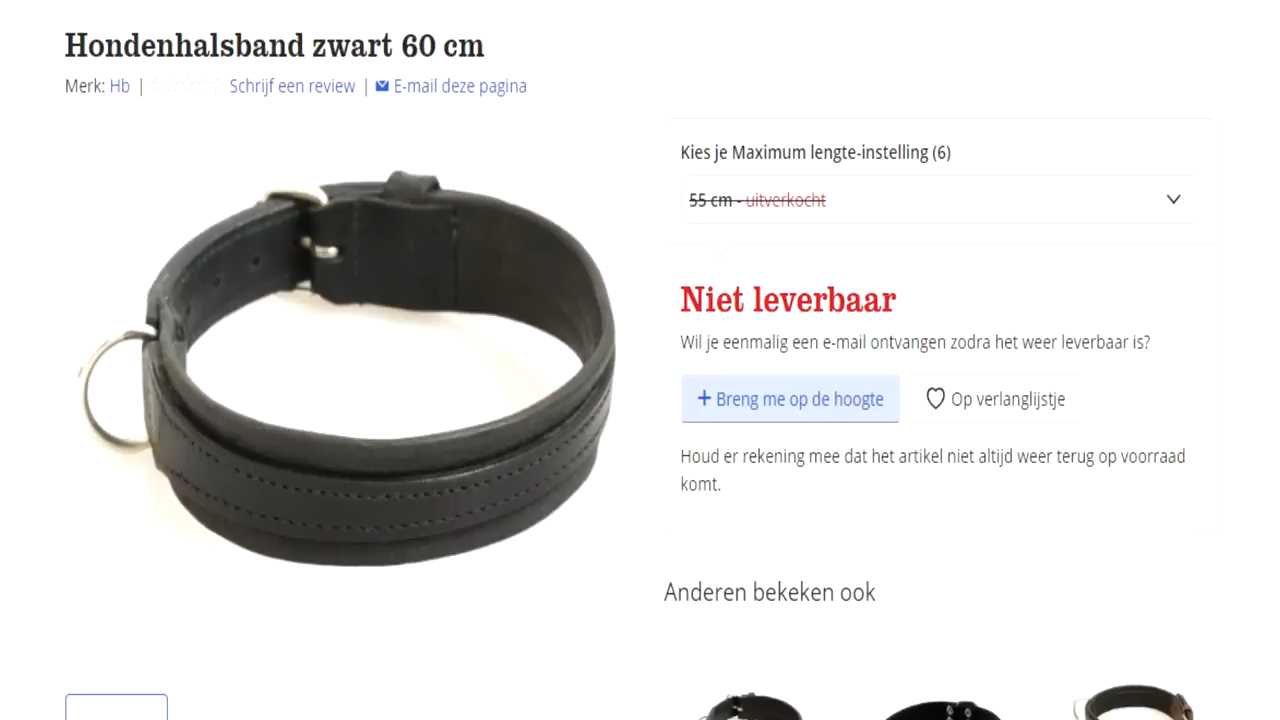 Hondenhalsband zwart 60 cm
Merk: Hb | Schrijf een review | E-mail deze pagina
Kies je Maximum lengte-instelling (6)
55 cm - uitverkocht
Niet leverbaar
Wil je eenmalig een e-mail ontvangen zodra het weer leverbaar is?
+ Breng me op de hoogte
Op verlanglijstje
Houd er rekening mee dat het artikel niet altijd weer terug op voorraad
komt.
Anderen bekeken ook